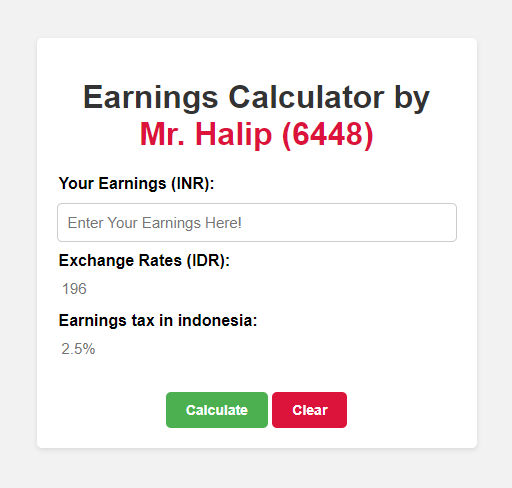 Earnings Calculator by
Mr. Halip (6448)
Your Earnings (INR):
Enter Your Earnings Here!
Exchange Rates (IDR):
196
Earnings tax in indonesia:
2.5%
Calculate Clear